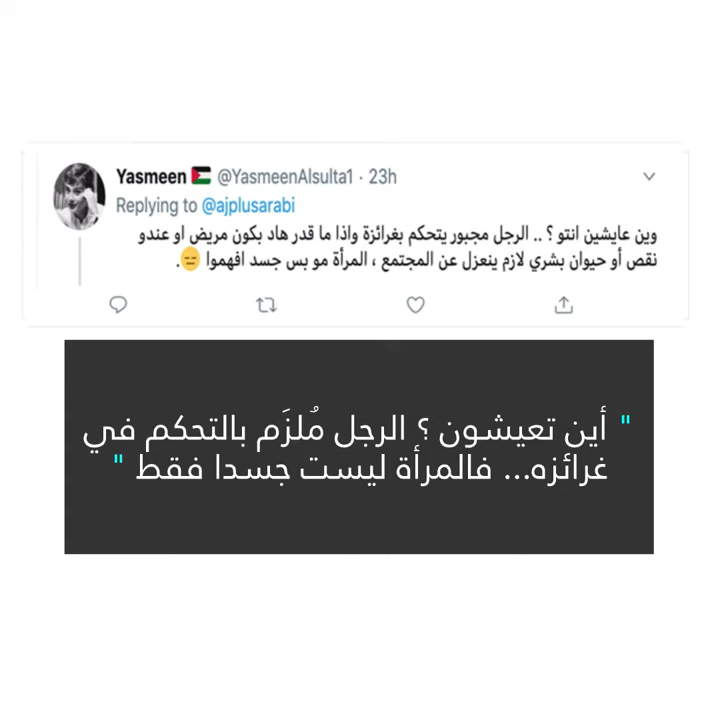 Yasmeen 🇵🇸 @YasmeenAlsulta1 · 23h
Replying to @ajplusarabi
وين عايشين انتو ؟ .. الرجل مجبور يتحكم بغرائزة واذا ما قدر هاد بكون مريض او عندو
نقص أو حيوان بشري لازم ينعزل عن المجتمع ، المرأة مو بس جسد افهموا 😑.
" أين تعيشون ؟ الرجل مُلزَم بالتحكم في
غرائزه... فالمرأة ليست جسدا فقط "